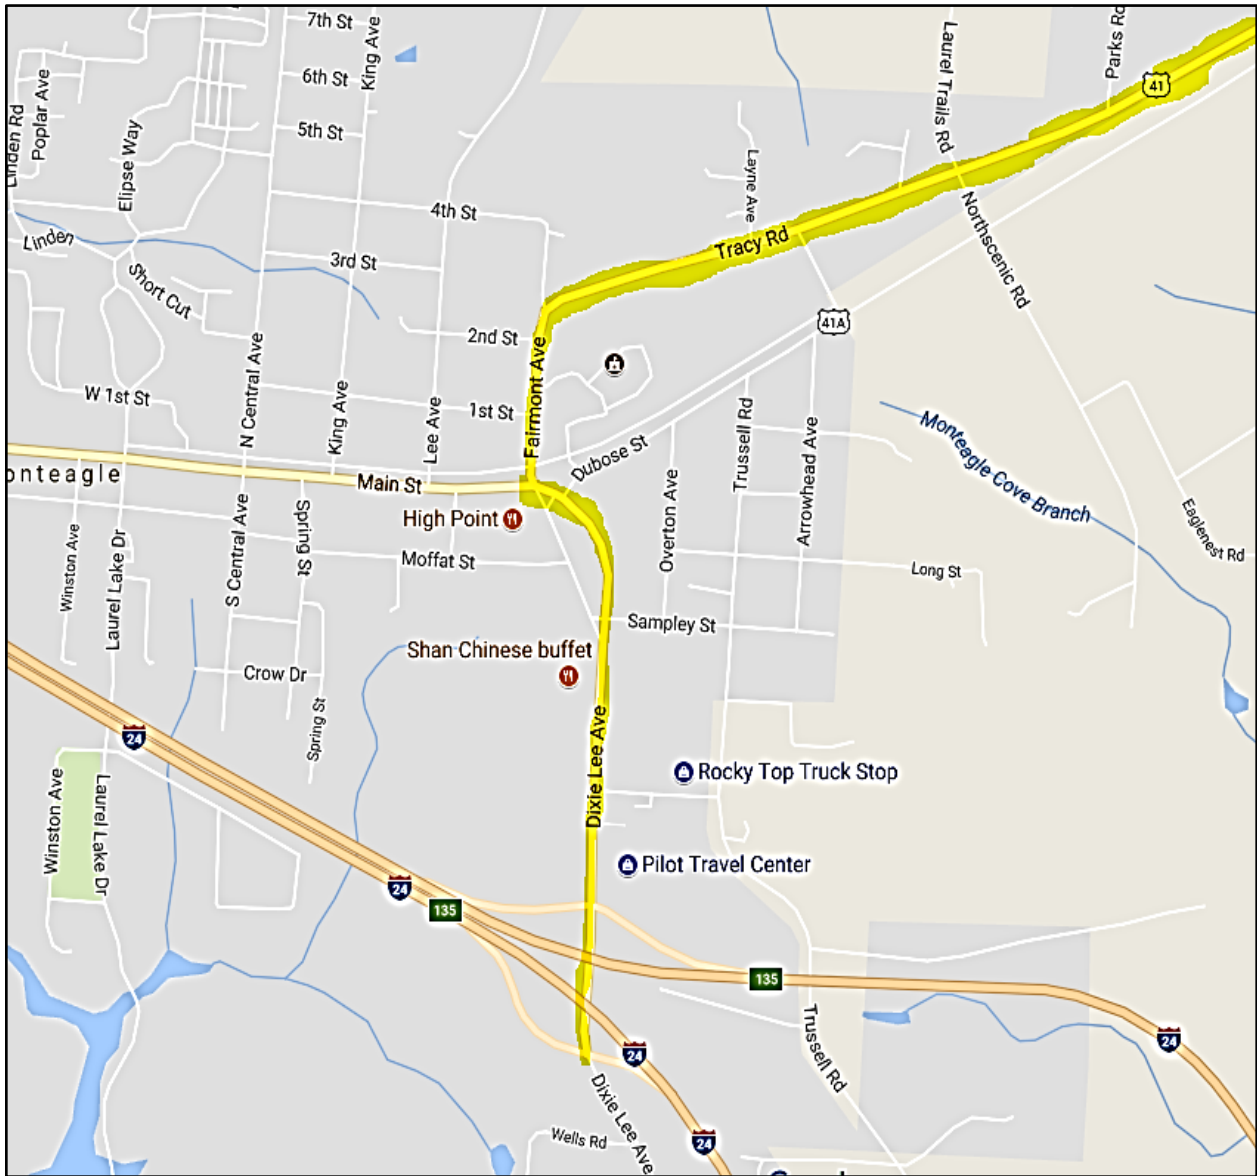 7th St
King Ave
Laurel Trails Rd
Parks Rd
6th St
41
Linden Rd
Poplar Ave
Elipse Way
5th St
Layne Ave
4th St
Northscenic Rd
Linden
Short Cut
3rd St
Tracy Rd
41A
2nd St
N Central Ave
W 1st St
King Ave
Lee Ave
1st St
Fairmont Ave
Trussell Rd
Arrowhead Ave
Monteagle Cove Branch
Dubose St
onteagle
Main St
High Point
Overton Ave
Eaglenest Rd
Winston Ave
Laurel Lake Dr
S Central Ave
Spring St
Moffat St
Long St
Sampley St
Shan Chinese buffet
Crow Dr
Spring St
24
Dixie Lee Ave
Rocky Top Truck Stop
Winston Ave
Laurel Lake Dr
Pilot Travel Center
24
135
135
Trussell Rd
24
24
Dixie Lee Ave
Wells Rd
24